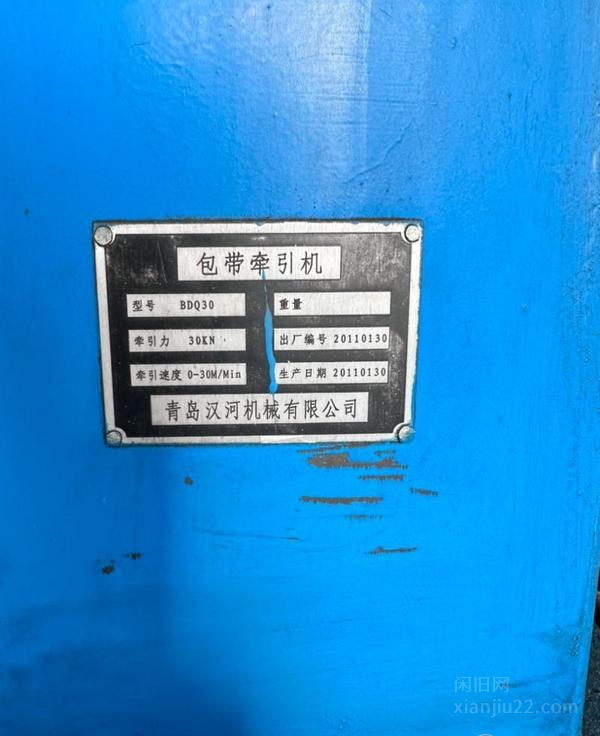 包带牵引机
型号 BDQ30 重量
牵引力 30KN 出厂编号 20110130
牵引速度 0-30M/Min 生产日期 20110130
青岛汉河机械有限公司
闲旧网
xianjiu22.com